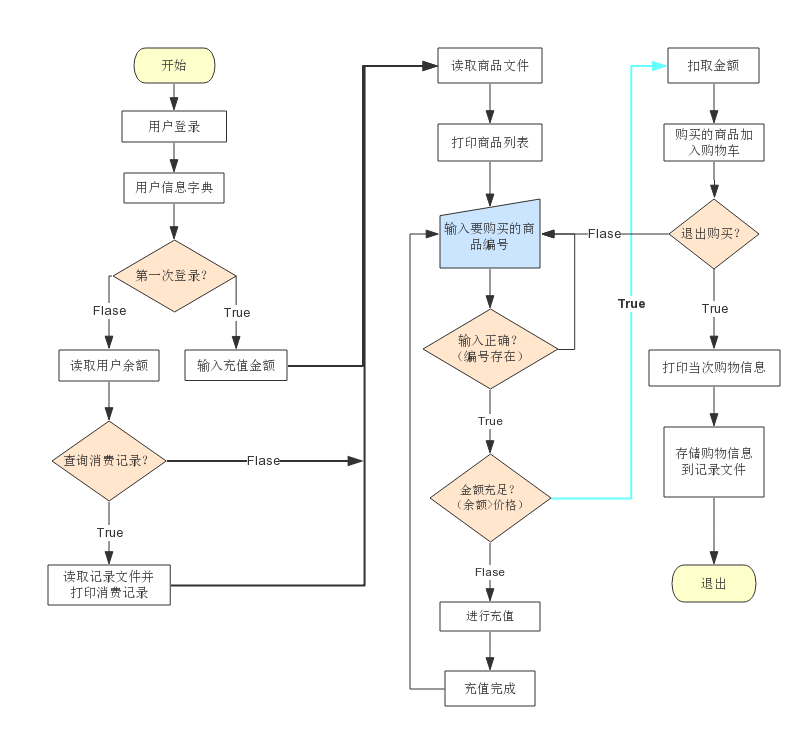 开始
用户登录
用户信息字典
第一次登录？
Flase
True
读取用户余额
输入充值金额
查询消费记录？
Flase
True
读取记录文件并
打印消费记录
读取商品文件
打印商品列表
输入要购买的商
品编号
输入正确？
（编号存在）
True
金额充足？
（余额>价格）
True
Flase
进行充值
充值完成
扣取金额
购买的商品加
入购物车
退出购买？
Flase
True
打印当次购物信息
存储购物信息
到记录文件
退出